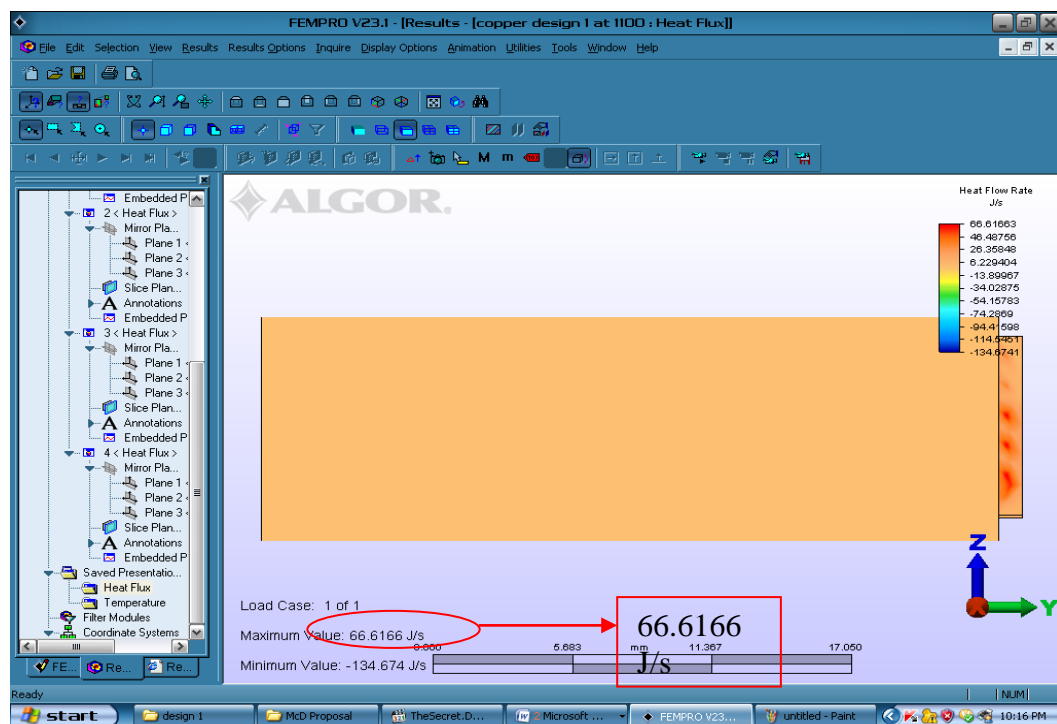 FEMPRO V23.1 - [Results - [copper design 1 at 1100 : Heat Flux]]
File Edit Selection View Results Results Options Inquire Display Options Animation Utilities Tools Window Help
M m
Embedded P
2 < Heat Flux >
Mirror Pla...
Plane 1
Plane 2
Plane 3
Slice Plan...
A Annotations
Embedded P
3 < Heat Flux >
Mirror Pla...
Plane 1
Plane 2
Plane 3
Slice Plan...
A Annotations
Embedded P
4 < Heat Flux >
Mirror Pla...
Plane 1
Plane 2
Plane 3
Slice Plan...
A Annotations
Embedded P
Saved Presentatio...
Heat Flux
Temperature
Filter Modules
Coordinate Systems
FE... Re... Re...
ALGOR.
Heat Flow Rate
J/s
66.61663
46.48756
26.35848
6.229404
-13.89967
-34.02875
-54.15783
-74.2869
-94.41598
-114.5451
-134.6741
Z
Y
Load Case: 1 of 1
Maximum Value: 66.6166 J/s
Minimum Value: -134.674 J/s
0.000 5.683 mm 11.367 17.050
66.6166
J/s
Ready
NUM
start design 1 McD Proposal TheSecret.D... 2 Microsoft ... FEMPRO V23... untitled - Paint 10:16 PM